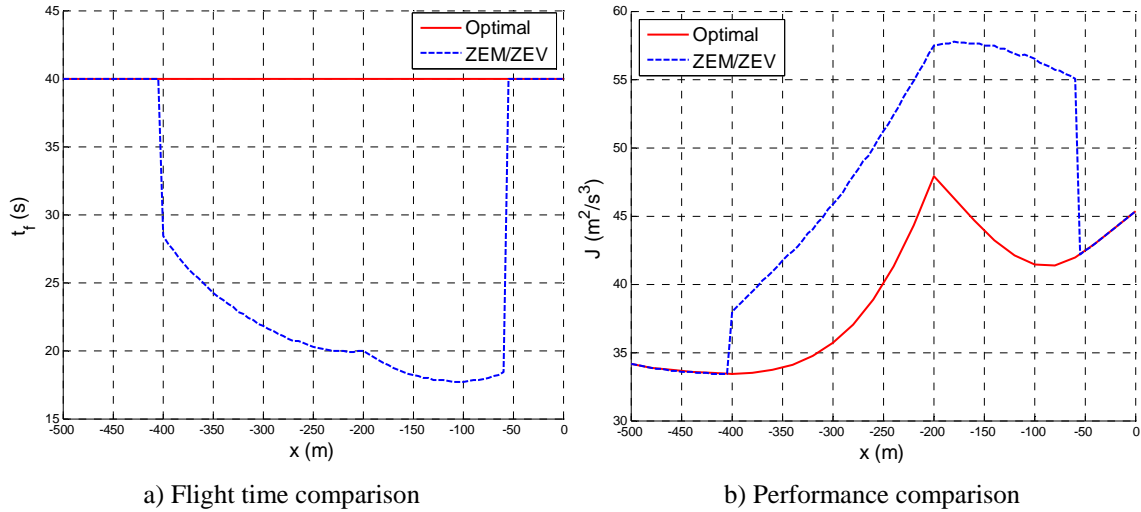 45
40
35
30
25
20
15
t_f (s)
-500 -450 -400 -350 -300 -250 -200 -150 -100 -50 0
x (m)
Optimal
ZEM/ZEV
a) Flight time comparison
60
55
50
45
40
35
30
J (m²/s³)
-500 -450 -400 -350 -300 -250 -200 -150 -100 -50 0
x (m)
Optimal
ZEM/ZEV
b) Performance comparison